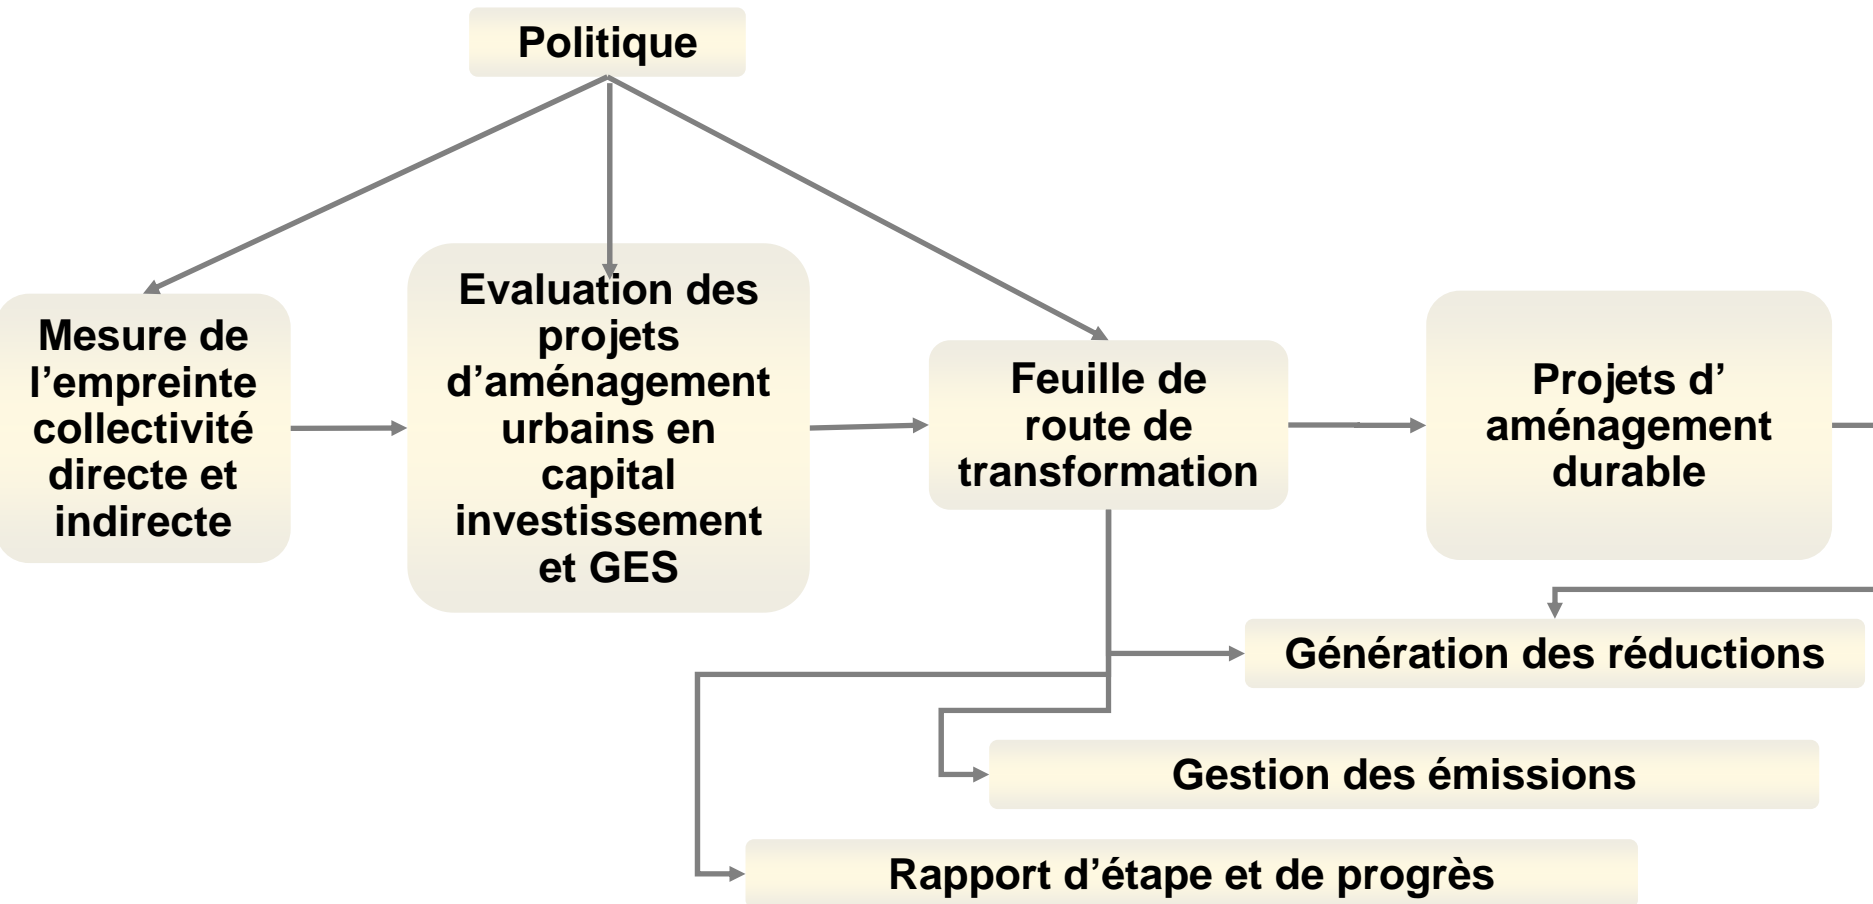 Politique
Mesure de
l’empreinte
collectivité
directe et
indirecte
Evaluation des
projets
d’aménagement
urbains en
capital
investissement
et GES
Feuille de
route de
transformation
Projets d’
aménagement
durable
Génération des réductions
Gestion des émissions
Rapport d’étape et de progrès